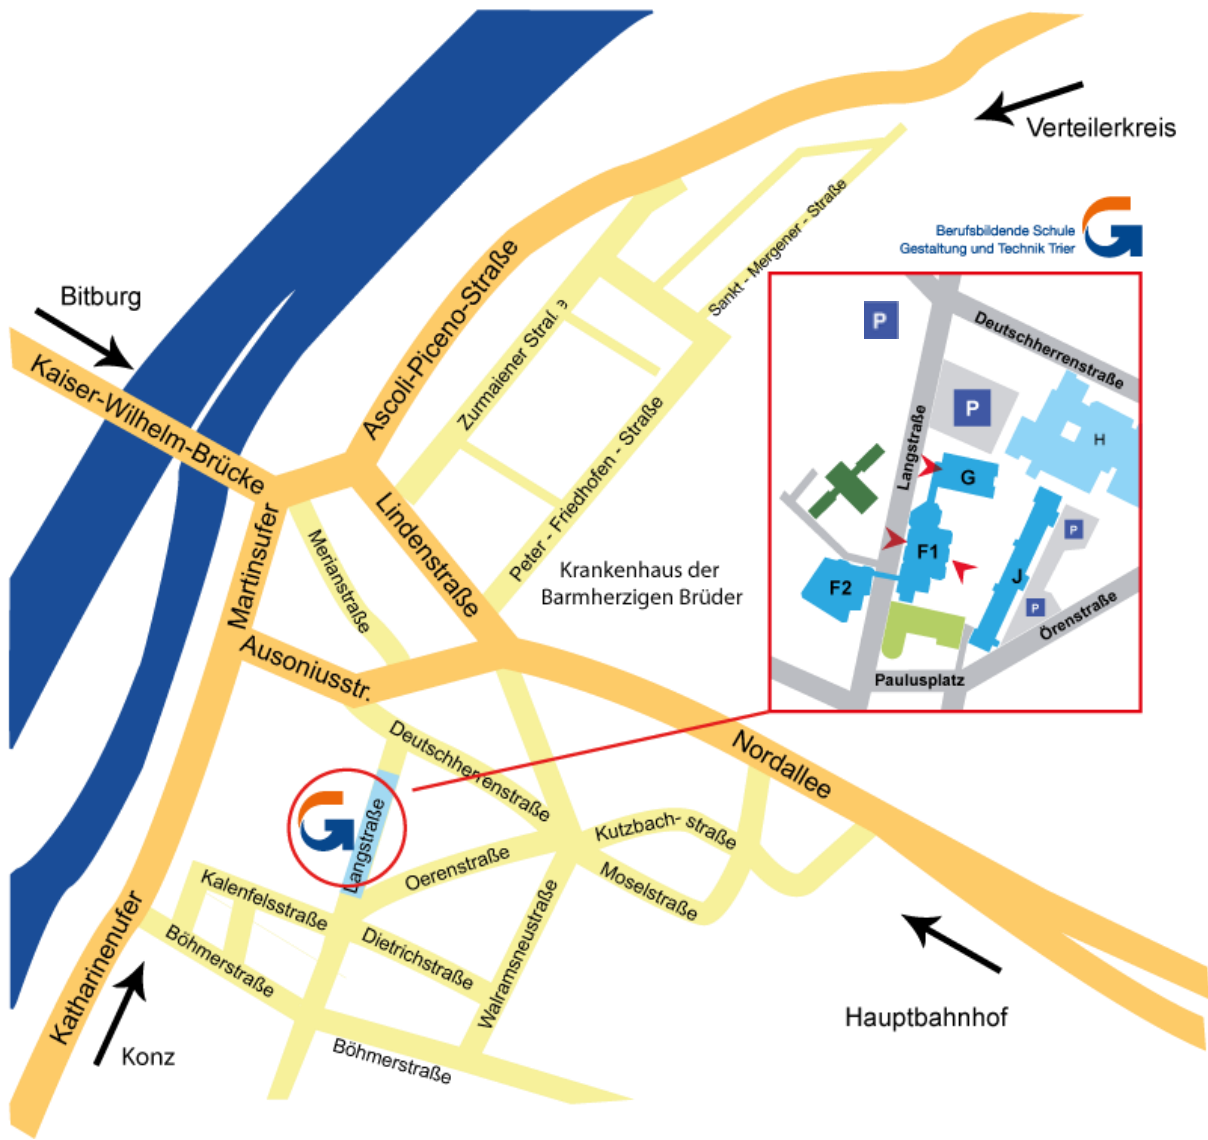 Verteilerkreis
Berufsbildende Schule
Gestaltung und Technik Trier
Bitburg
Kaiser-Wilhelm-Brücke
Ascoli-Piceno-Straße
Sankt - Mergener - Straße
Zurmaiener Straße
Peter - Friedhofen - Straße
Lindenstraße
Martinsufer
Merianstraße
Krankenhaus der
Barmherzigen Brüder
Ausoniusstr.
Deutschherrenstraße
Nordallee
Langstraße
Kutzbach- straße
Oerenstraße
Moselstraße
Kalenfelsstraße
Dietrichstraße
Walramsneustraße
Böhmerstraße
Böhmerstraße
Katharinenufer
Konz
Hauptbahnhof
P
Deutschherrenstraße
P
H
Langstraße
G
P
F1
F2
J
P
Örenstraße
Paulusplatz